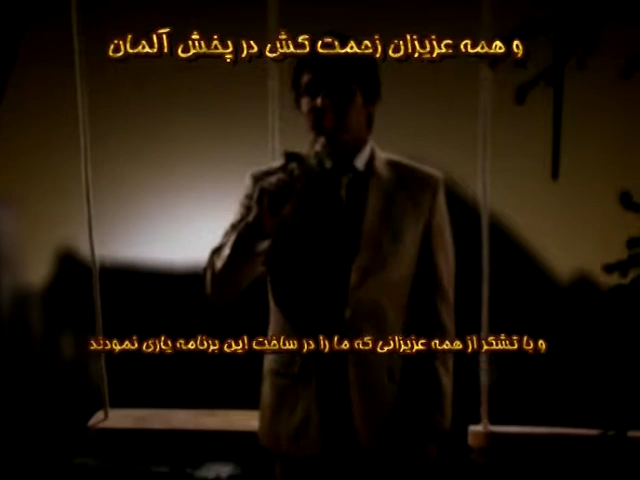 و همه عزیزان زحمت کش در پخش آلمان
و با تشکر از همه عزیزانی که ما را در ساخت این برنامه یاری نمودند